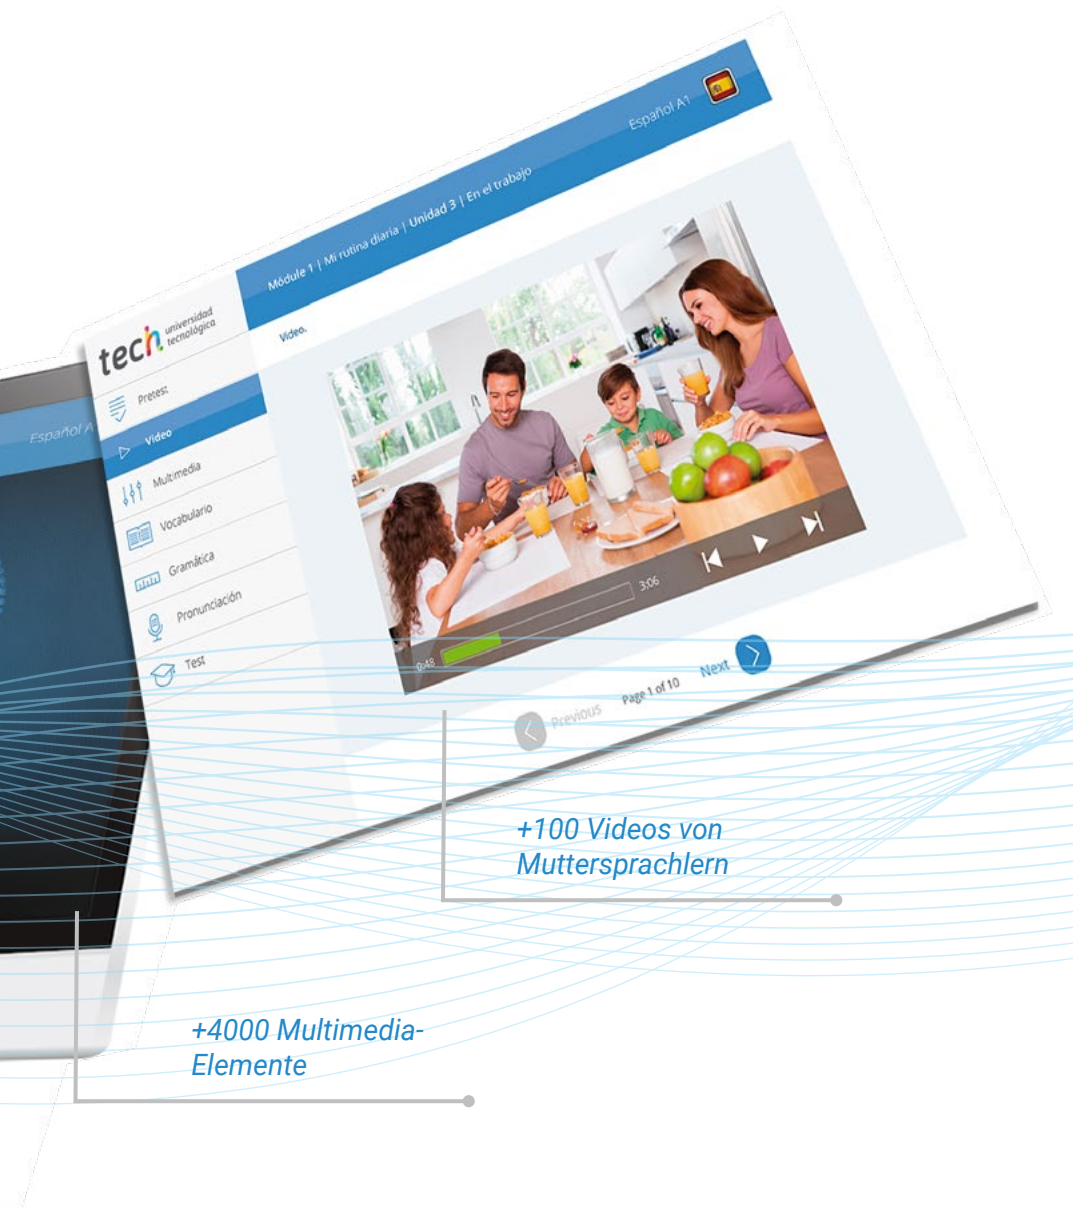 Español A1
Módule 1 | Mi rutina diaria | Unidad 3 | En el trabajo
tech universidad
tecnológica
Video.
Pretest
Video
Multimedia
Vocabulario
Gramática
Pronunciación
Test
Español A
0:48
3:06
Previous
Page 1 of 10
Next
+100 Videos von
Muttersprachlern
+4000 Multimedia-
Elemente